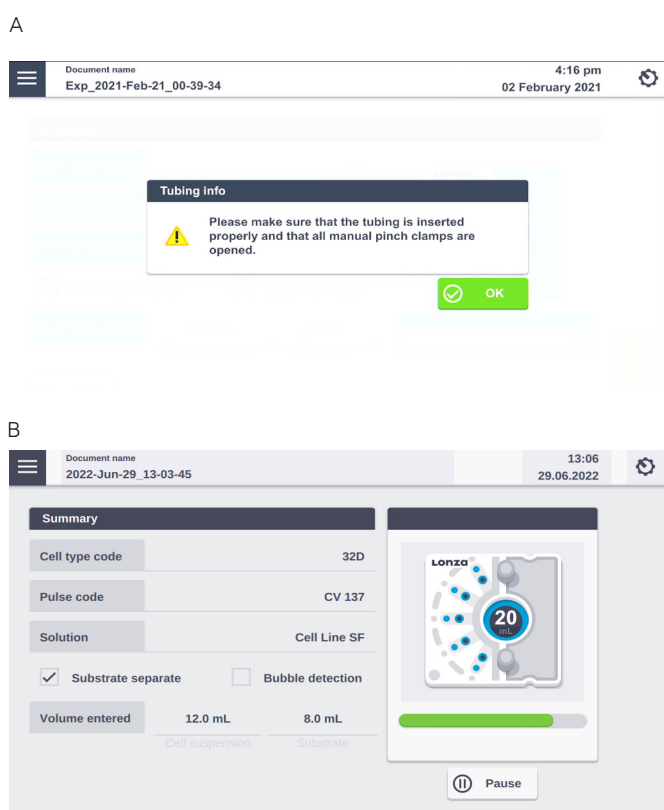 A
Document name
Exp_2021-Feb-21_00-39-34
4:16 pm
02 February 2021
Tubing info
Please make sure that the tubing is inserted
properly and that all manual pinch clamps are
opened.
OK
B
Document name
2022-Jun-29_13-03-45
13:06
29.06.2022
Summary
Cell type code 32D
Pulse code CV 137
Solution Cell Line SF
Substrate separate Bubble detection
Volume entered 12.0 mL 8.0 mL
Cell suspension Substrate
Lonza
20
mL
Pause